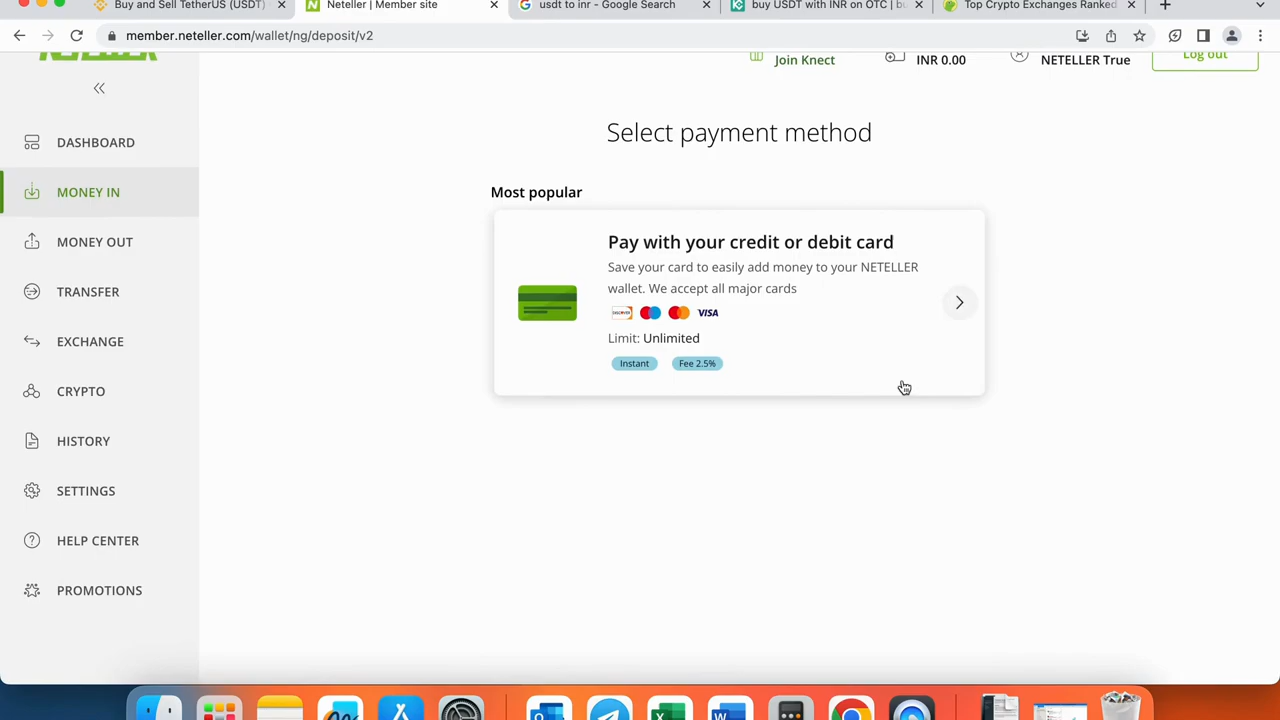 Buy and Sell TetherUS (USDT)
Neteller | Member site
usdt to inr - Google Search
buy USDT with INR on OTC | bu
Top Crypto Exchanges Ranked
member.neteller.com/wallet/ng/deposit/v2
NETELLER
Join Knect
INR 0.00
NETELLER True
Log out
DASHBOARD
MONEY IN
MONEY OUT
TRANSFER
EXCHANGE
CRYPTO
HISTORY
SETTINGS
HELP CENTER
PROMOTIONS
Select payment method
Most popular
Pay with your credit or debit card
Save your card to easily add money to your NETELLER
wallet. We accept all major cards
DISCOVER VISA
Limit: Unlimited
Instant Fee 2.5%